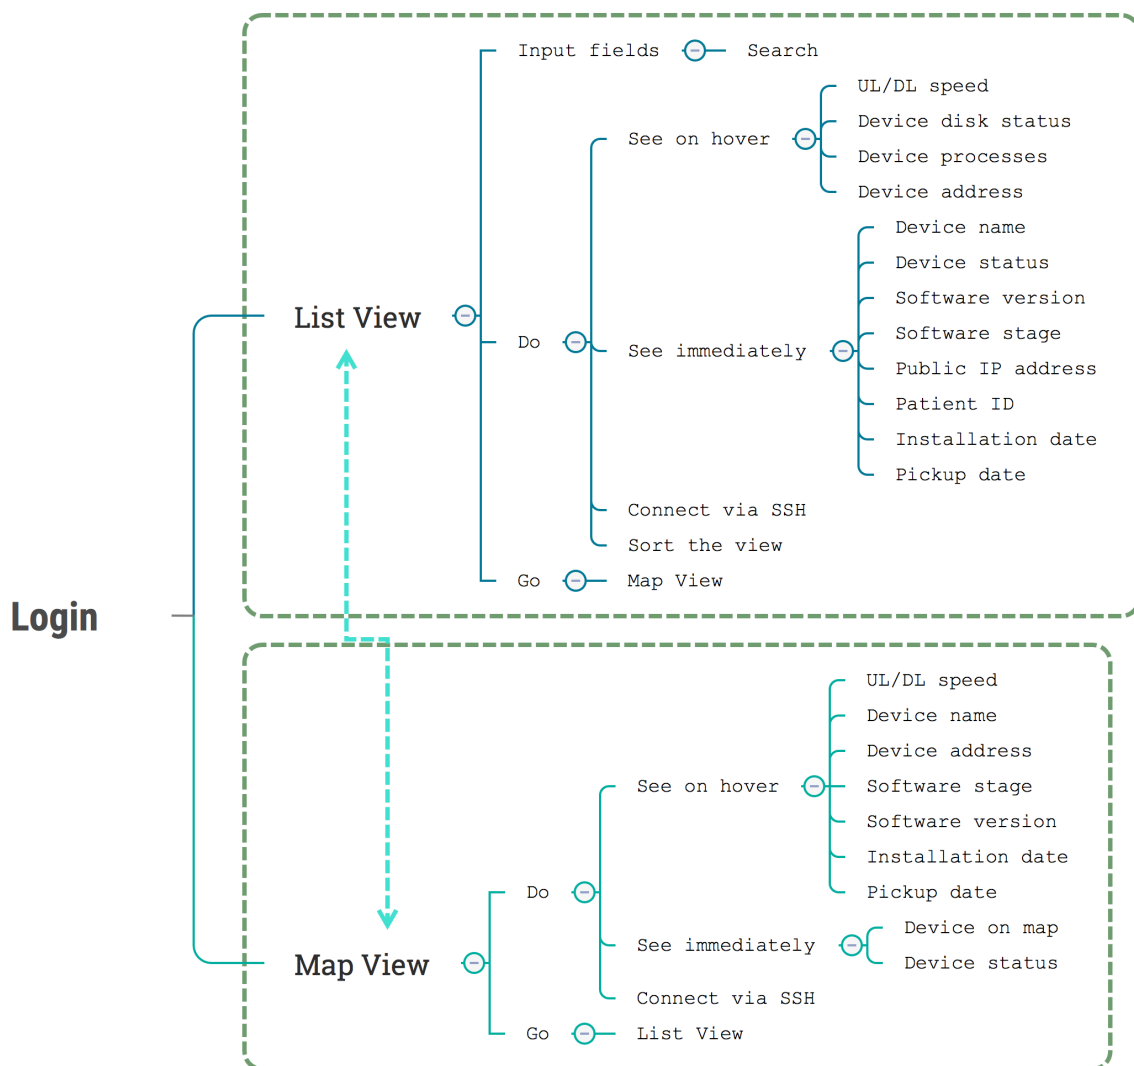 Input fields
Search
UL/DL speed
Device disk status
See on hover
Device processes
Device address
Device name
Device status
Software version
List View
Software stage
Do
See immediately
Public IP address
Patient ID
Installation date
Pickup date
Connect via SSH
Sort the view
Go
Map View
Login
UL/DL speed
Device name
Device address
See on hover
Software stage
Software version
Installation date
Do
Pickup date
Device on map
See immediately
Device status
Map View
Connect via SSH
Go
List View